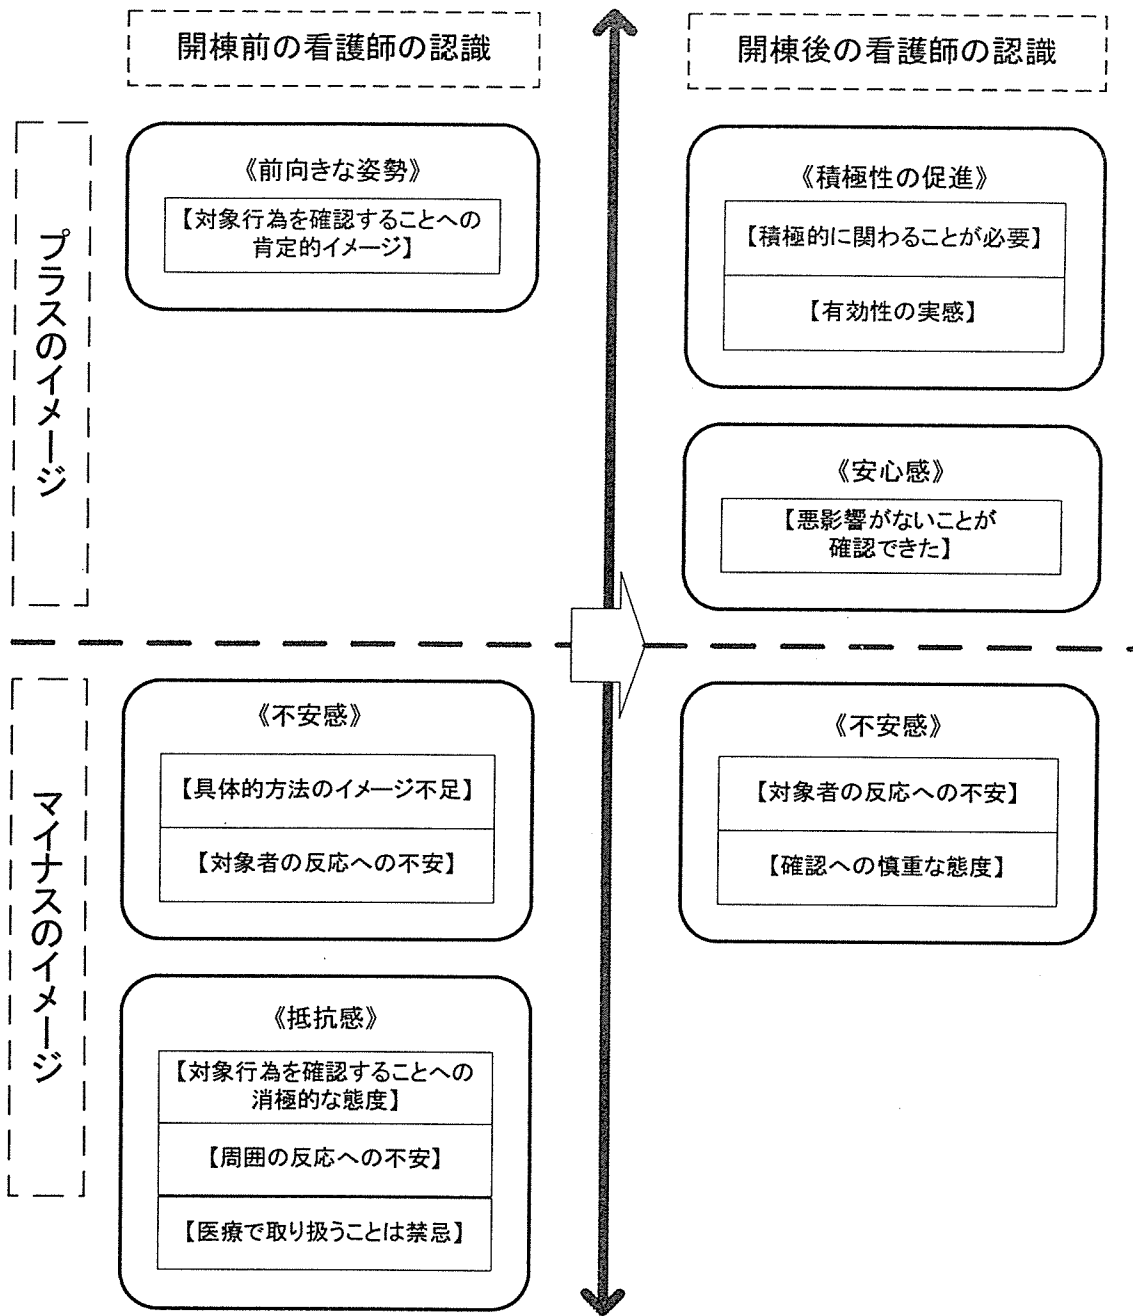 開棟前の看護師の認識
開棟後の看護師の認識
プラスのイメージ
《前向きな姿勢》
【対象行為を確認することへの
肯定的イメージ】
《積極性の促進》
【積極的に関わることが必要】
【有効性の実感】
《安心感》
【悪影響がないことが
確認できた】
マイナスのイメージ
《不安感》
【具体的方法のイメージ不足】
【対象者の反応への不安】
《抵抗感》
【対象行為を確認することへの
消極的な態度】
【周囲の反応への不安】
【医療で取り扱うことは禁忌】
《不安感》
【対象者の反応への不安】
【確認への慎重な態度】